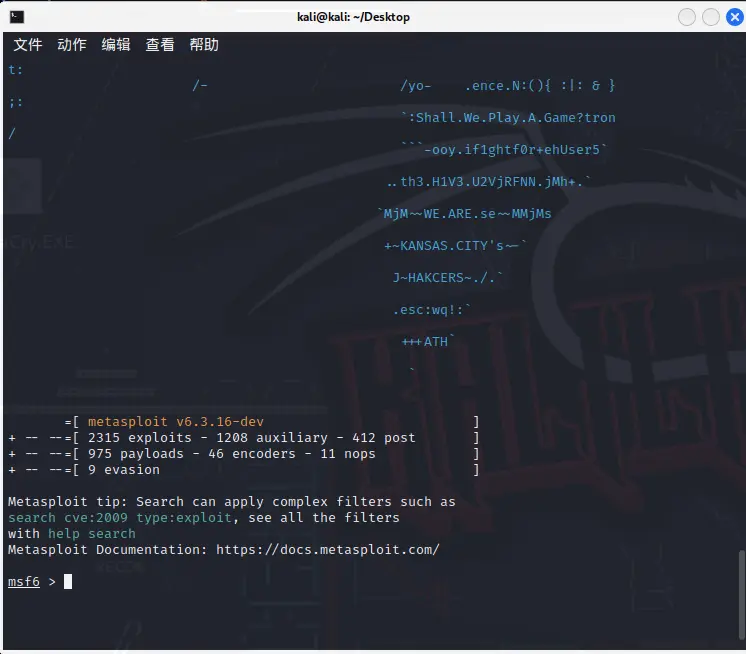 kali@kali: ~/Desktop
文件 动作 编辑 查看 帮助
t:
/- /yo- .ence.N:(){ :|: & }
;:
`:Shall.We.Play.A.Game?tron
/
```-ooy.if1ghtf0r+ehUser5`
..th3.H1V3.U2VjRFNN.jMh+.`
`MjM~~WE.ARE.se~~MMjMs
+~KANSAS.CITY's~-`
J~HAKCERS~./.`
.esc:wq!:`
+++ATH`
`
=[ metasploit v6.3.16-dev ]
+ -- --=[ 2315 exploits - 1208 auxiliary - 412 post ]
+ -- --=[ 975 payloads - 46 encoders - 11 nops ]
+ -- --=[ 9 evasion ]
Metasploit tip: Search can apply complex filters such as
search cve:2009 type:exploit, see all the filters
with help search
Metasploit Documentation: https://docs.metasploit.com/
msf6 >